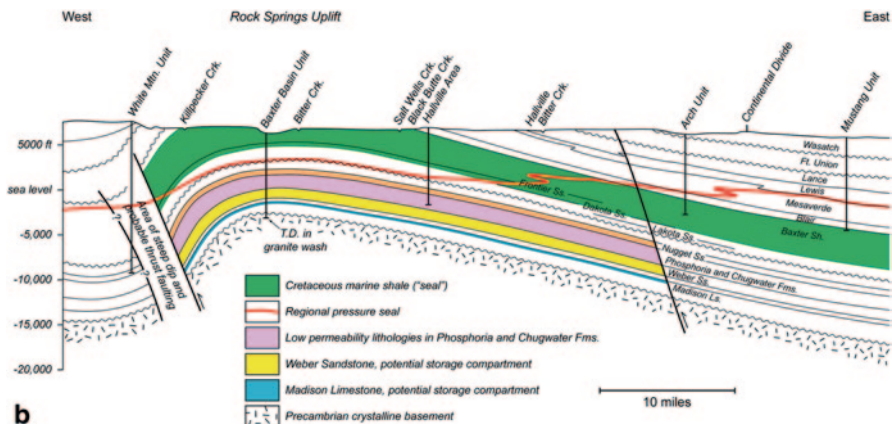 West
Rock Springs Uplift
East
White Mtn. Unit
Killpecker Crk.
Baxter Basin Unit
Bitter Crk.
Salt Wells Crk.
Black Butte Crk.
Hallville Area
Hallville
Bitter Crk.
Arch Unit
Continental Divide
Mustang Unit
5000 ft
sea level
-5,000
-10,000
-15,000
-20,000
Wasatch
Ft. Union
Lance
Lewis
Mesaverde
Blair
Baxter Sh.
Frontier Ss.
Dakota Ss.
Lakota Ss.
Nugget Ss.
Phosphoria and Chugwater Fms.
Weber Ss.
Madison Ls.
?
?
Area of steep dip and
probable thrust faulting
T.D. in
granite wash
Cretaceous marine shale ("seal")
Regional pressure seal
Low permeability lithologies in Phosphoria and Chugwater Fms.
Weber Sandstone, potential storage compartment
Madison Limestone, potential storage compartment
Precambrian crystalline basement
10 miles
b